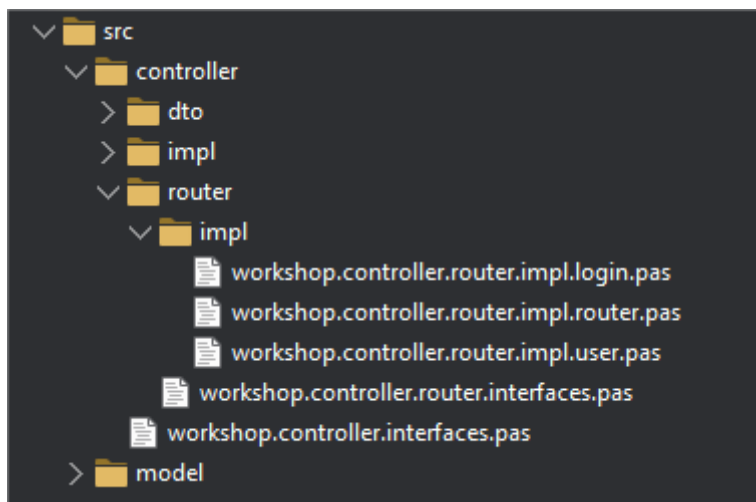 src
controller
dto
impl
router
impl
workshop.controller.router.impl.login.pas
workshop.controller.router.impl.router.pas
workshop.controller.router.impl.user.pas
workshop.controller.router.interfaces.pas
workshop.controller.interfaces.pas
model